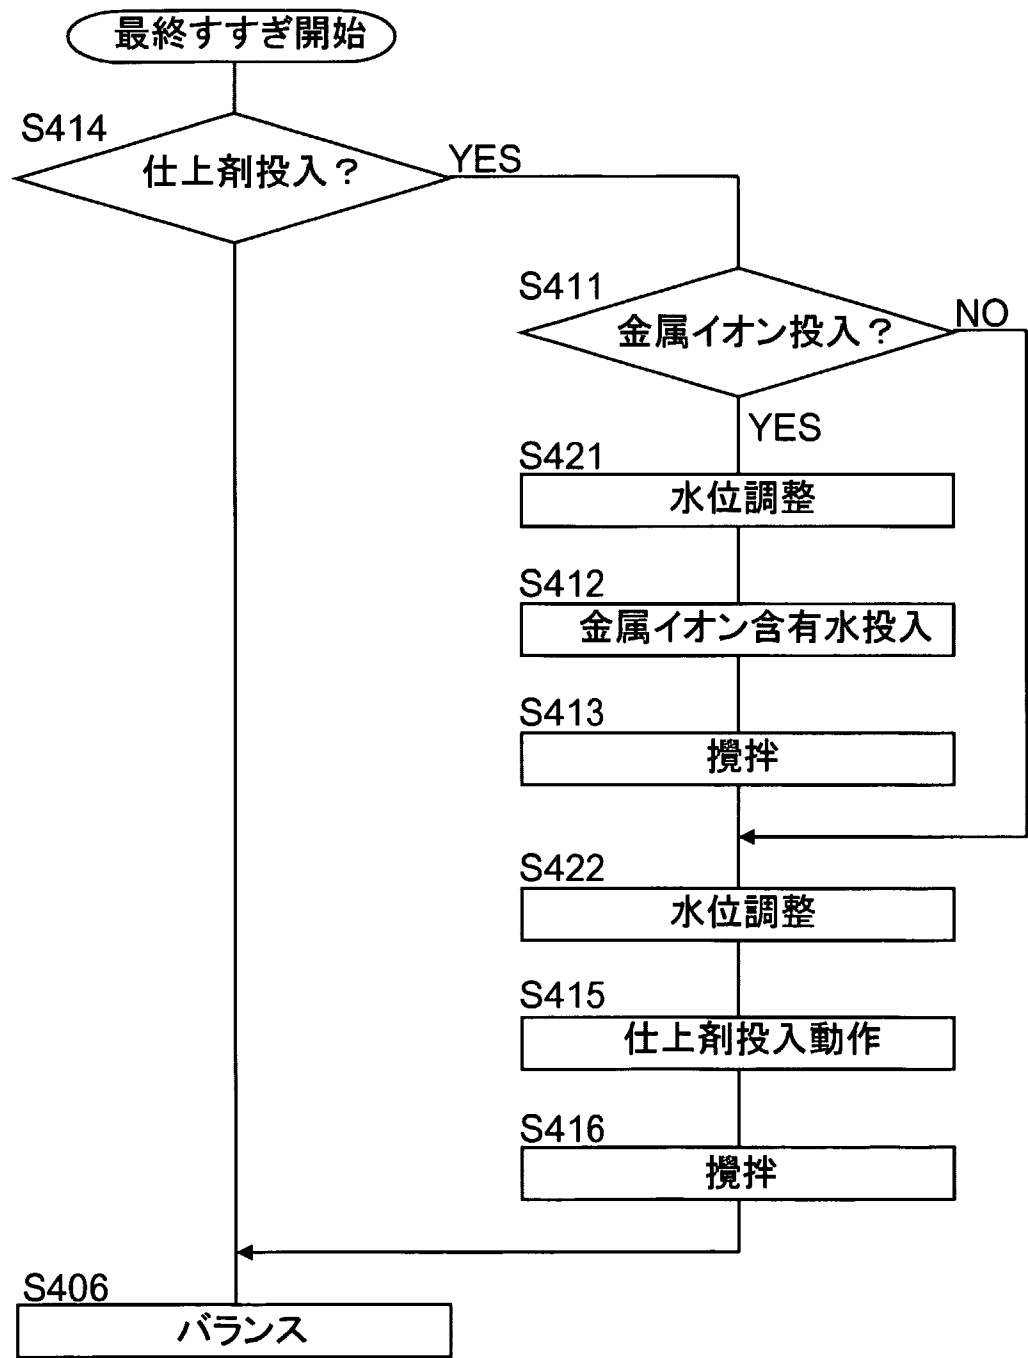 最終すすぎ開始
S414
仕上剤投入?
YES
S411
金属イオン投入?
NO
YES
S421
水位調整
S412
金属イオン含有水投入
S413
攪拌
S422
水位調整
S415
仕上剤投入動作
S416
攪拌
S406
バランス